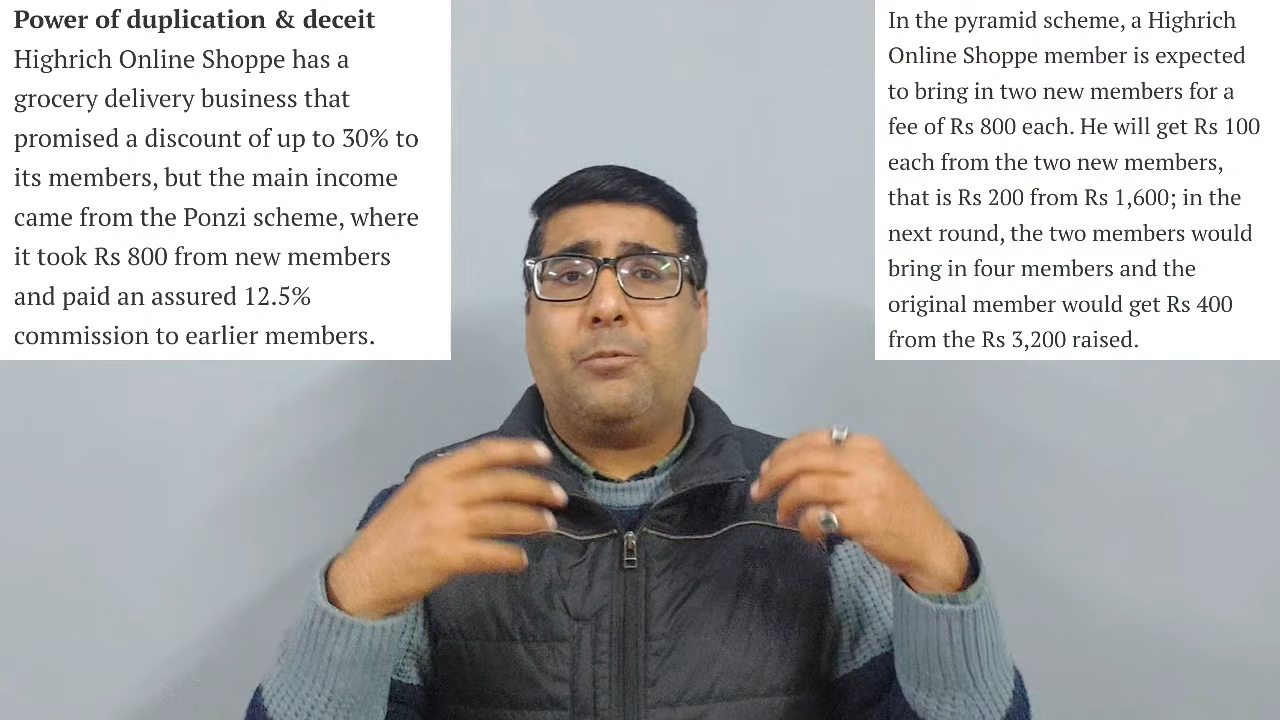 Power of duplication & deceit
Highrich Online Shoppe has a
grocery delivery business that
promised a discount of up to 30% to
its members, but the main income
came from the Ponzi scheme, where
it took Rs 800 from new members
and paid an assured 12.5%
commission to earlier members.
In the pyramid scheme, a Highrich
Online Shoppe member is expected
to bring in two new members for a
fee of Rs 800 each. He will get Rs 100
each from the two new members,
that is Rs 200 from Rs 1,600; in the
next round, the two members would
bring in four members and the
original member would get Rs 400
from the Rs 3,200 raised.